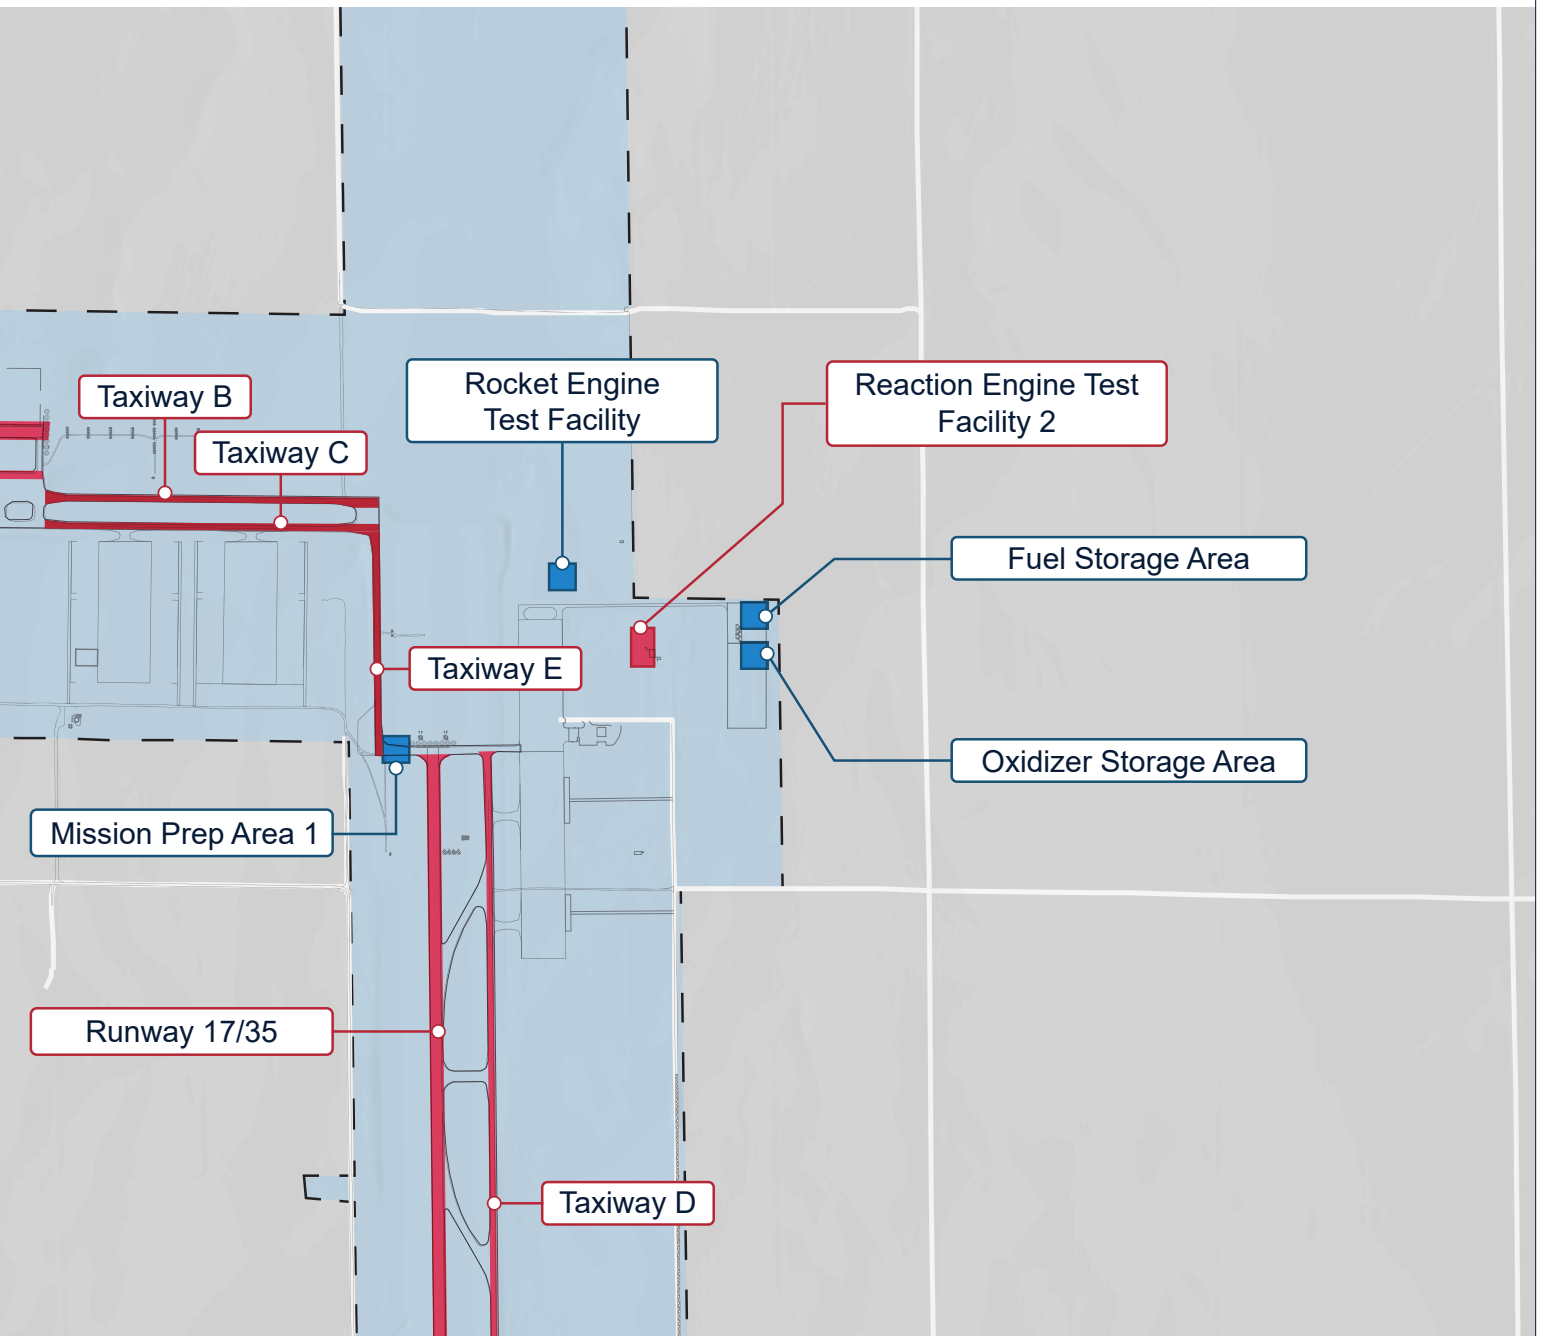 Taxiway B
Rocket Engine
Test Facility
Reaction Engine Test
Facility 2
Taxiway C
Fuel Storage Area
Taxiway E
Oxidizer Storage Area
Mission Prep Area 1
Runway 17/35
Taxiway D